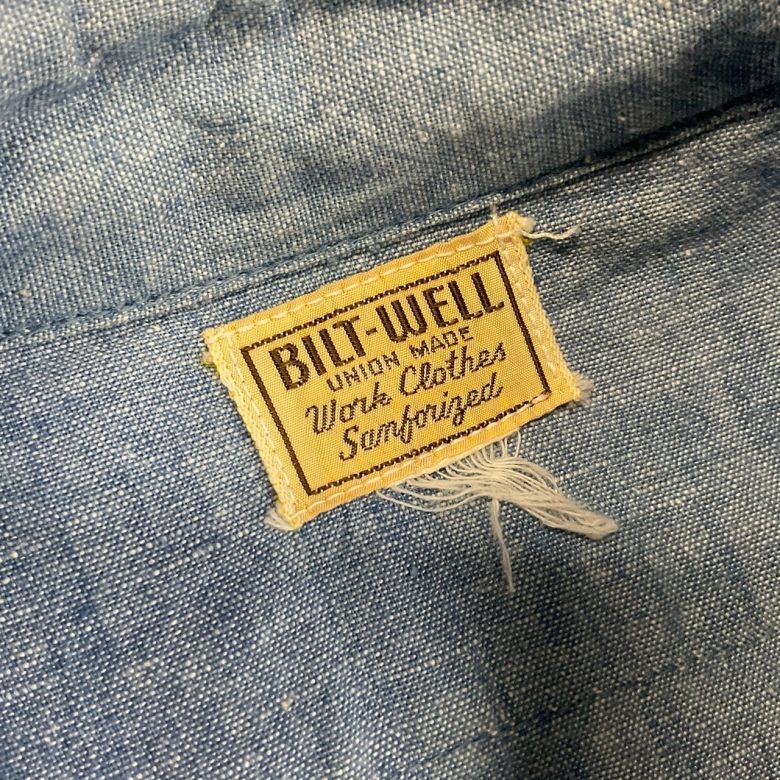 BILT-WELL
UNION MADE
Work Clothes
Sanforized